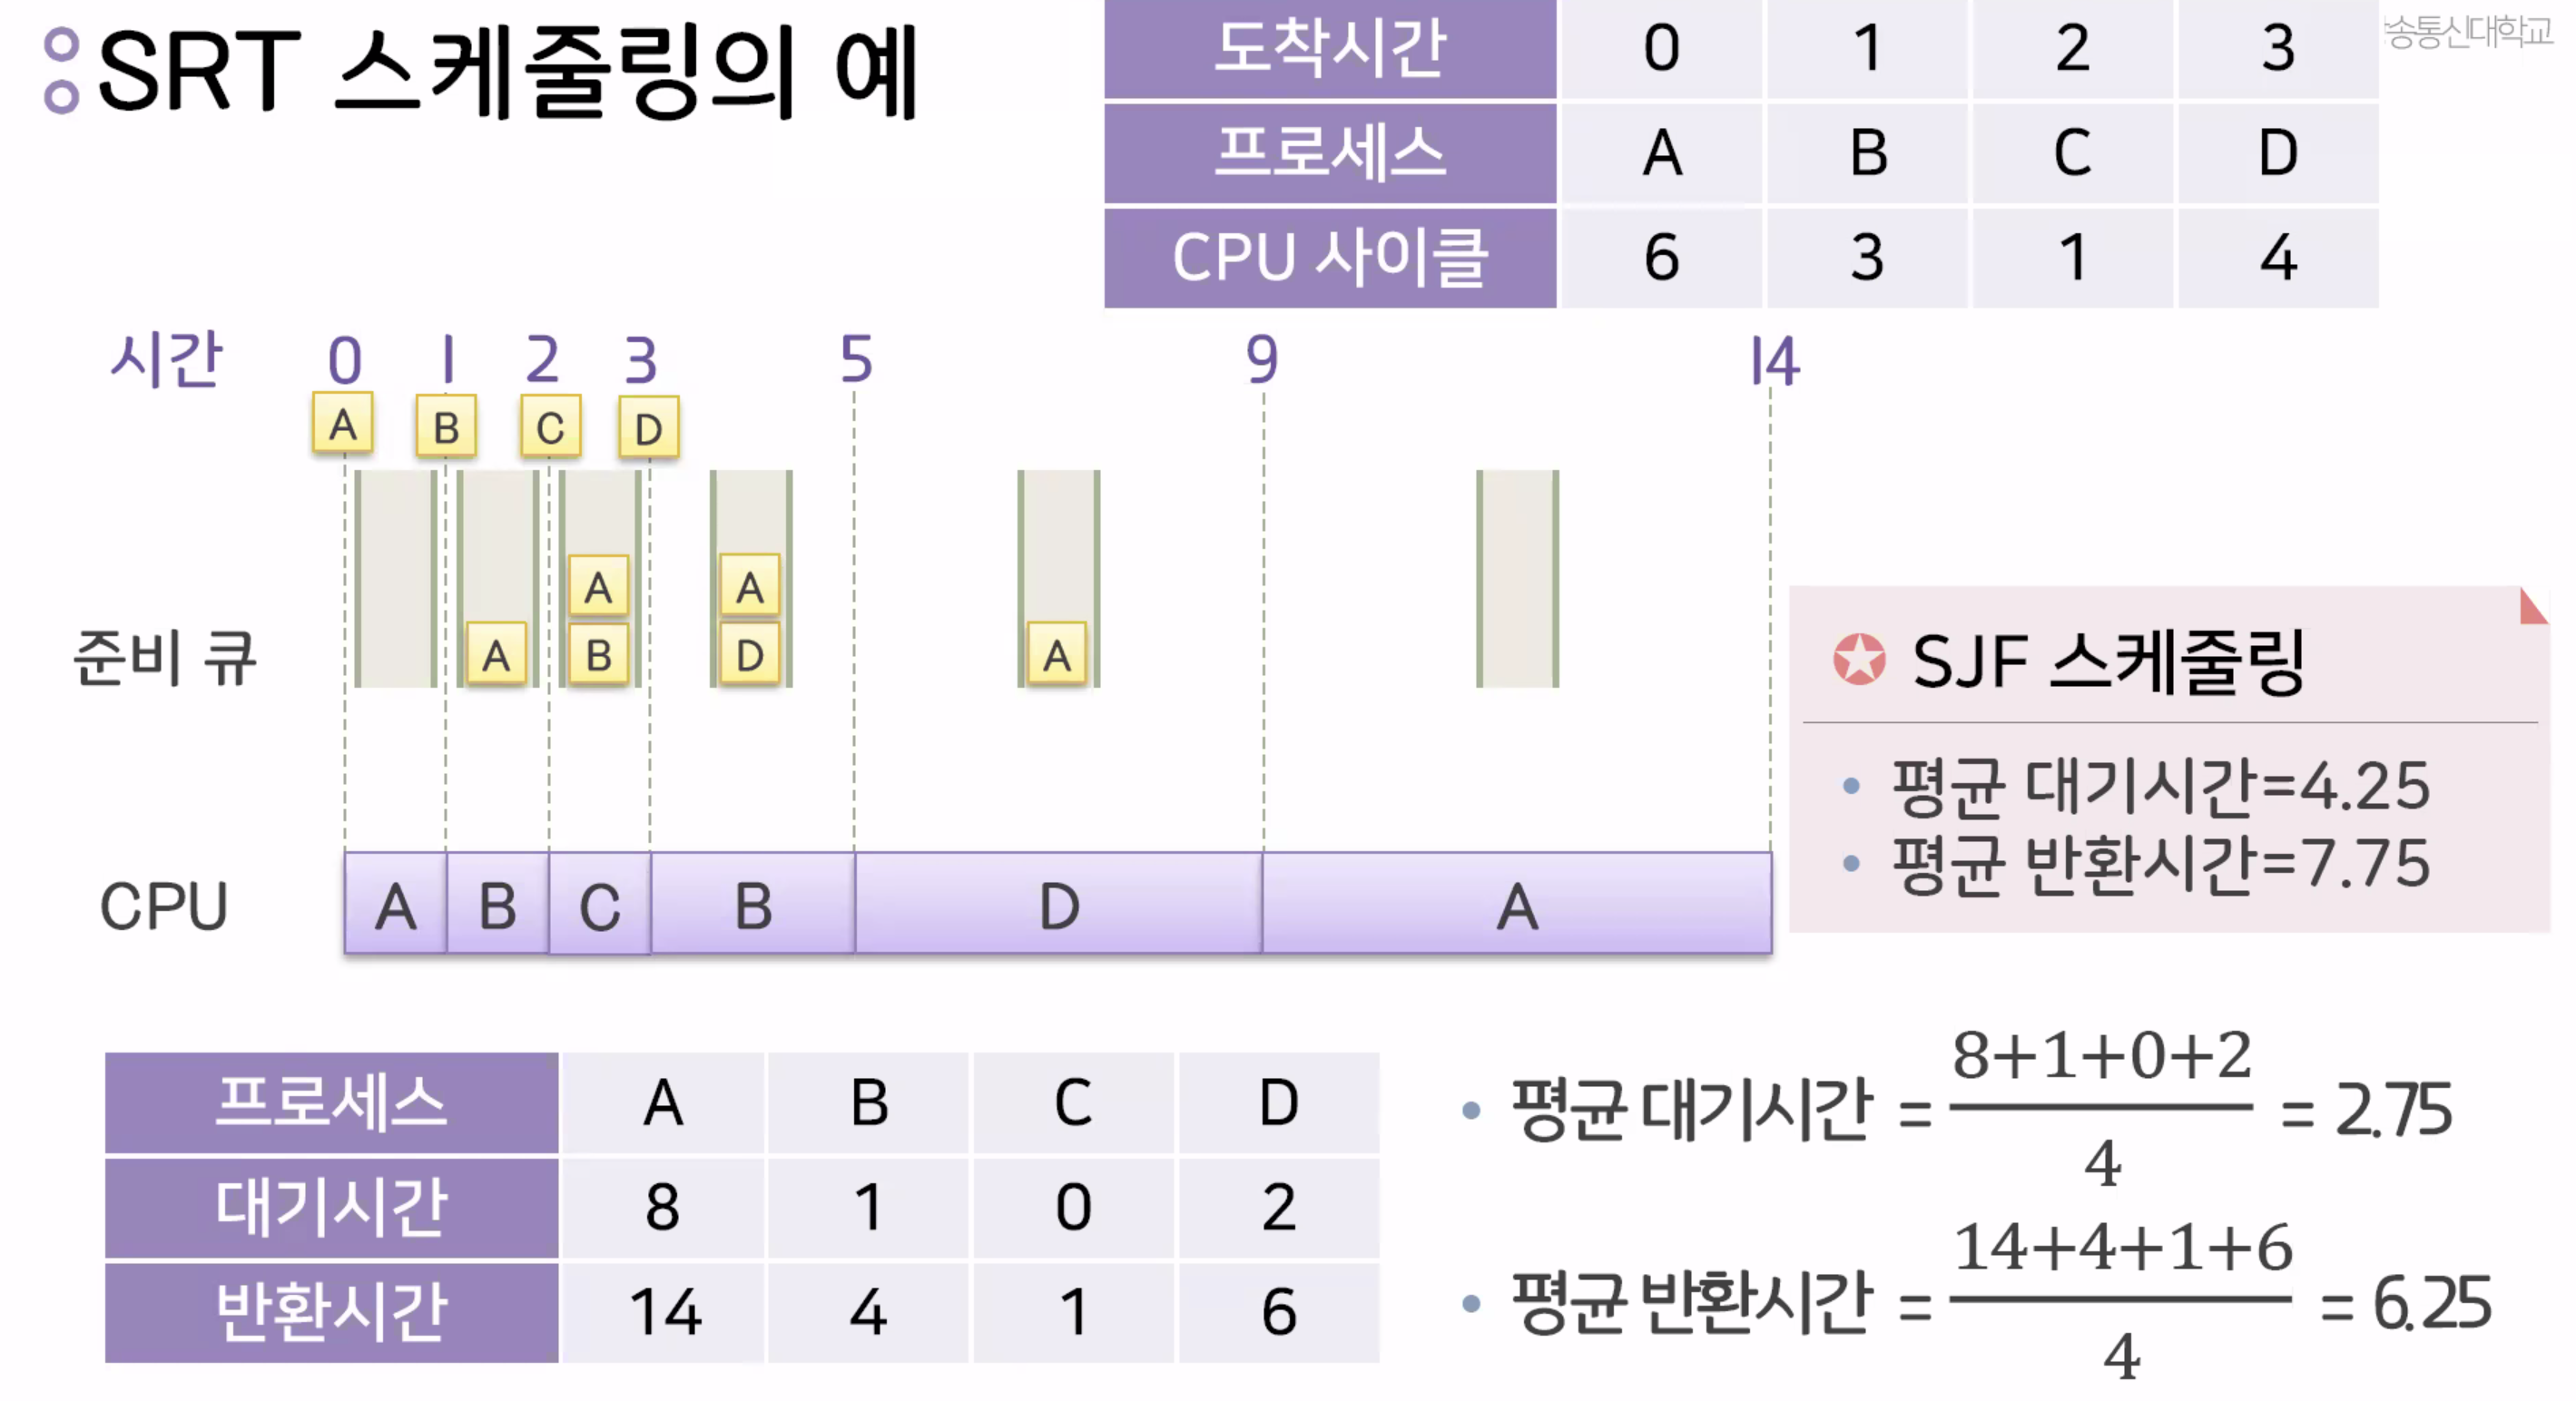 SRT 스케줄링의 예
송통신대학교
도착시간 0 1 2 3
프로세스 A B C D
CPU 사이클 6 3 1 4
시간 0 1 2 3 5 9 14
A B C D
A A
준비 큐 A B D A
CPU A B C B D A
SJF 스케줄링
평균 대기시간=4.25
평균 반환시간=7.75
프로세스 A B C D
대기시간 8 1 0 2
반환시간 14 4 1 6
8+1+0+2
평균 대기시간 = = 2.75
4
14+4+1+6
평균 반환시간 = = 6.25
4